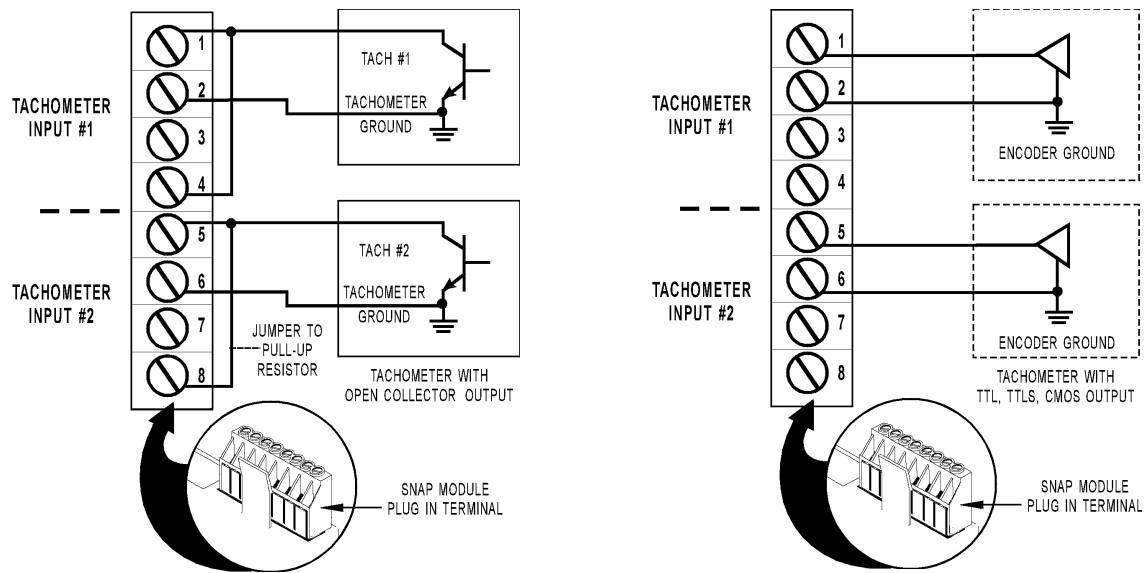 TACHOMETER
INPUT #1
TACHOMETER
INPUT #2
1
2
3
4
5
6
7
8
TACH #1
TACHOMETER
GROUND
TACH #2
TACHOMETER
GROUND
JUMPER TO
PULL-UP
RESISTOR
TACHOMETER WITH
OPEN COLLECTOR OUTPUT
SNAP MODULE
PLUG IN TERMINAL
TACHOMETER
INPUT #1
TACHOMETER
INPUT #2
1
2
3
4
5
6
7
8
ENCODER GROUND
ENCODER GROUND
TACHOMETER WITH
TTL, TTLS, CMOS OUTPUT
SNAP MODULE
PLUG IN TERMINAL